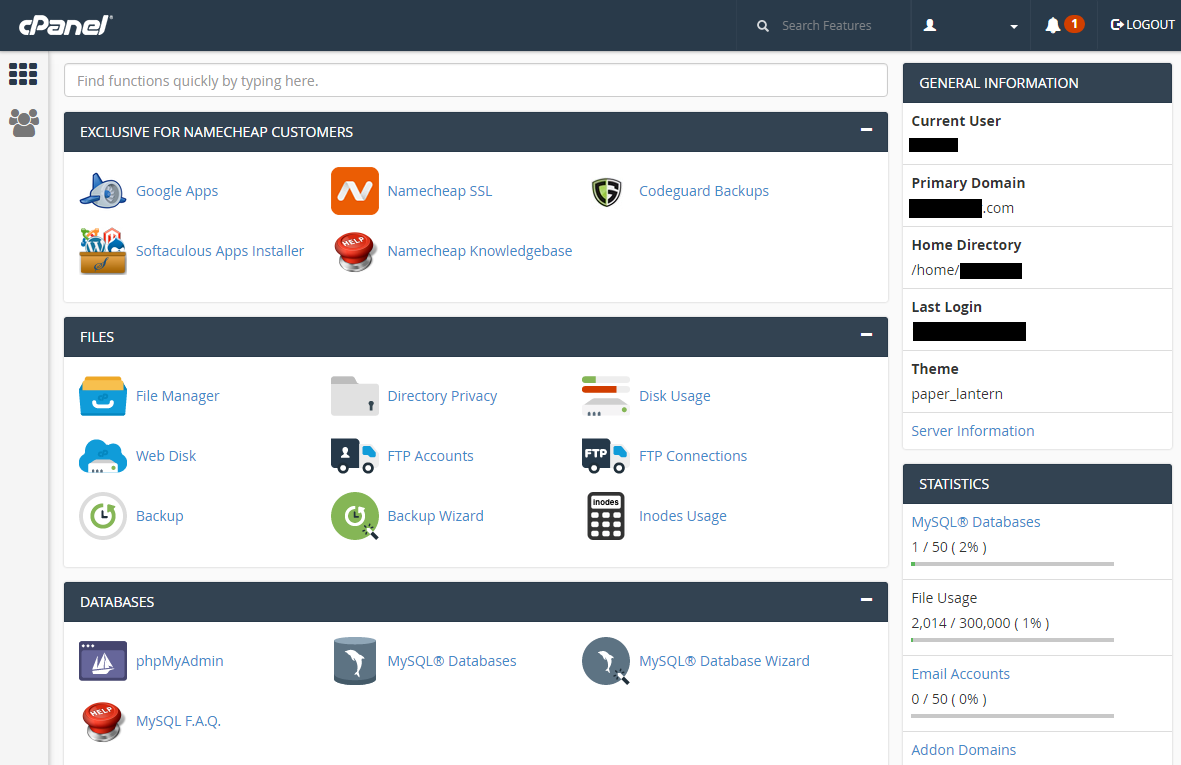 cPanel®
Search Features
1
LOGOUT
Find functions quickly by typing here.
EXCLUSIVE FOR NAMECHEAP CUSTOMERS
Google Apps
Namecheap SSL
Codeguard Backups
Softaculous Apps Installer
HELP
Namecheap Knowledgebase
FILES
File Manager
Directory Privacy
Disk Usage
Web Disk
FTP Accounts
FTP
FTP Connections
Backup
Backup Wizard
inodes
Inodes Usage
DATABASES
phpMyAdmin
MySQL® Databases
MySQL® Database Wizard
HELP
MySQL F.A.Q.
GENERAL INFORMATION
Current User
Primary Domain
.com
Home Directory
/home/
Last Login
Theme
paper_lantern
Server Information
STATISTICS
MySQL® Databases
1 / 50 ( 2% )
File Usage
2,014 / 300,000 ( 1% )
Email Accounts
0 / 50 ( 0% )
Addon Domains